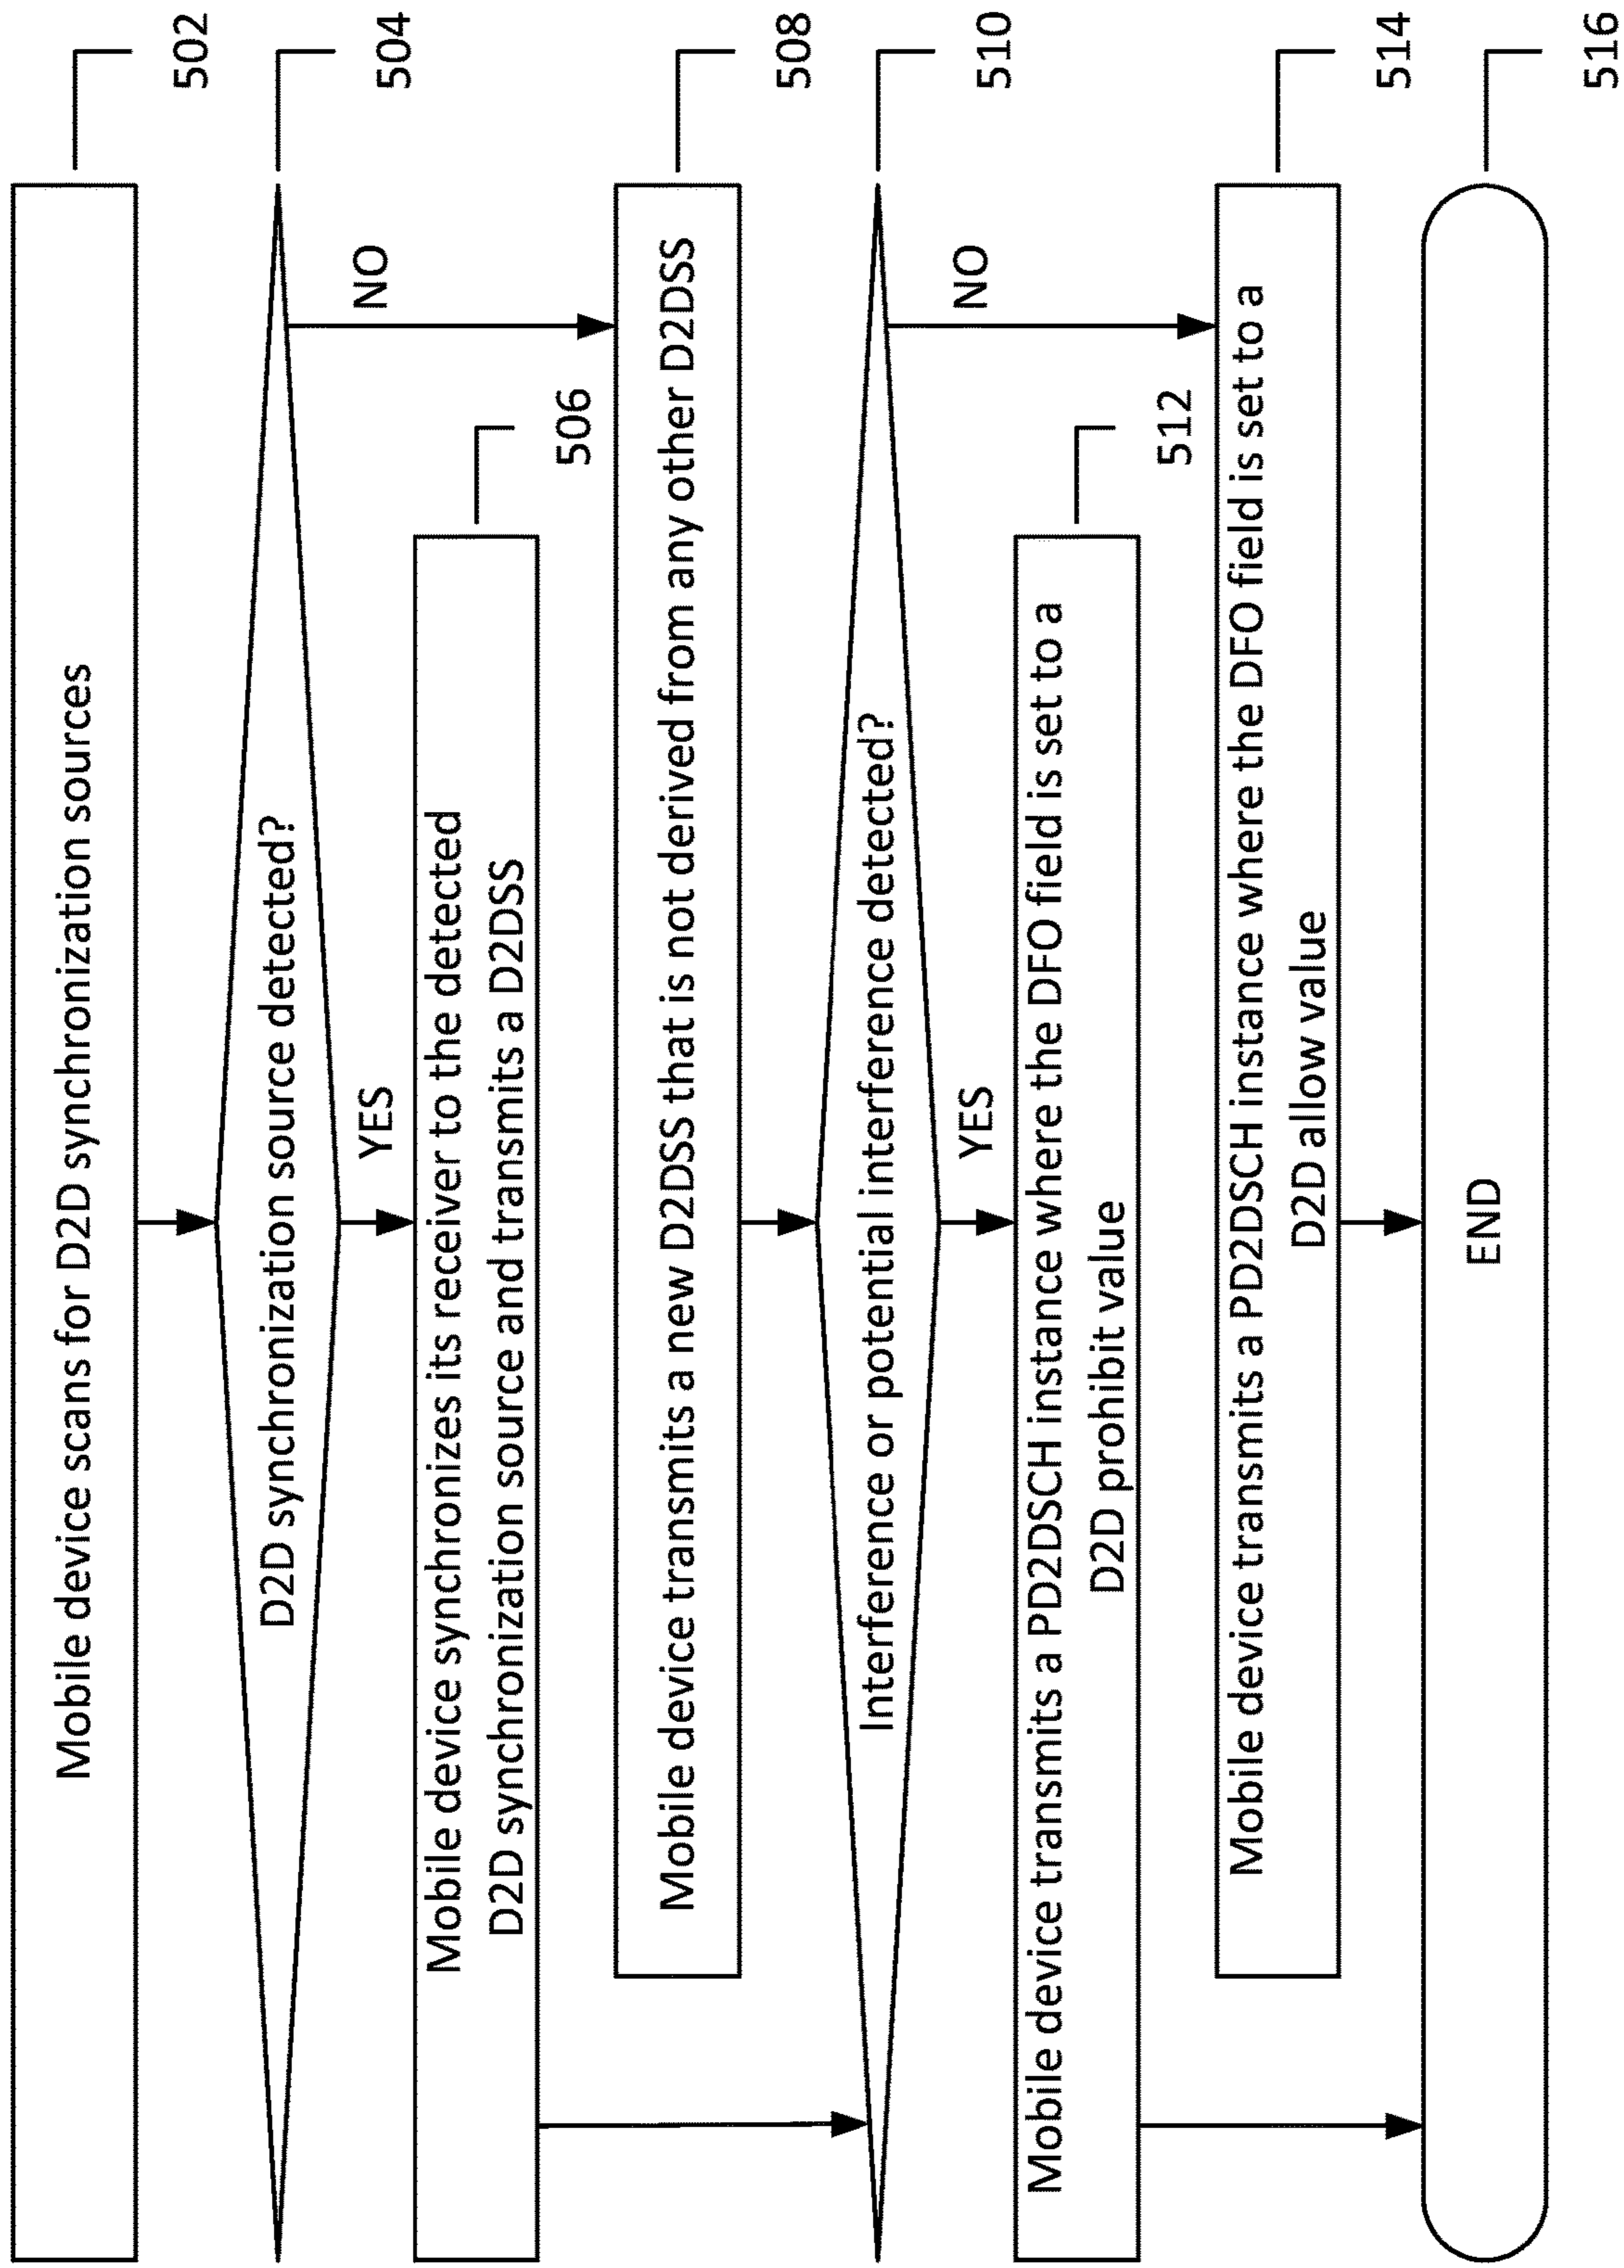 Mobile device scans for D2D synchronization sources
502
D2D synchronization source detected?
504
NO
YES
Mobile device synchronizes its receiver to the detected
D2D synchronization source and transmits a D2DSS
506
Mobile device transmits a new D2DSS that is not derived from any other D2DSS
508
Interference or potential interference detected?
510
NO
YES
Mobile device transmits a PD2DSCH instance where the DFO field is set to a
D2D prohibit value
512
Mobile device transmits a PD2DSCH instance where the DFO field is set to a
D2D allow value
514
END
516